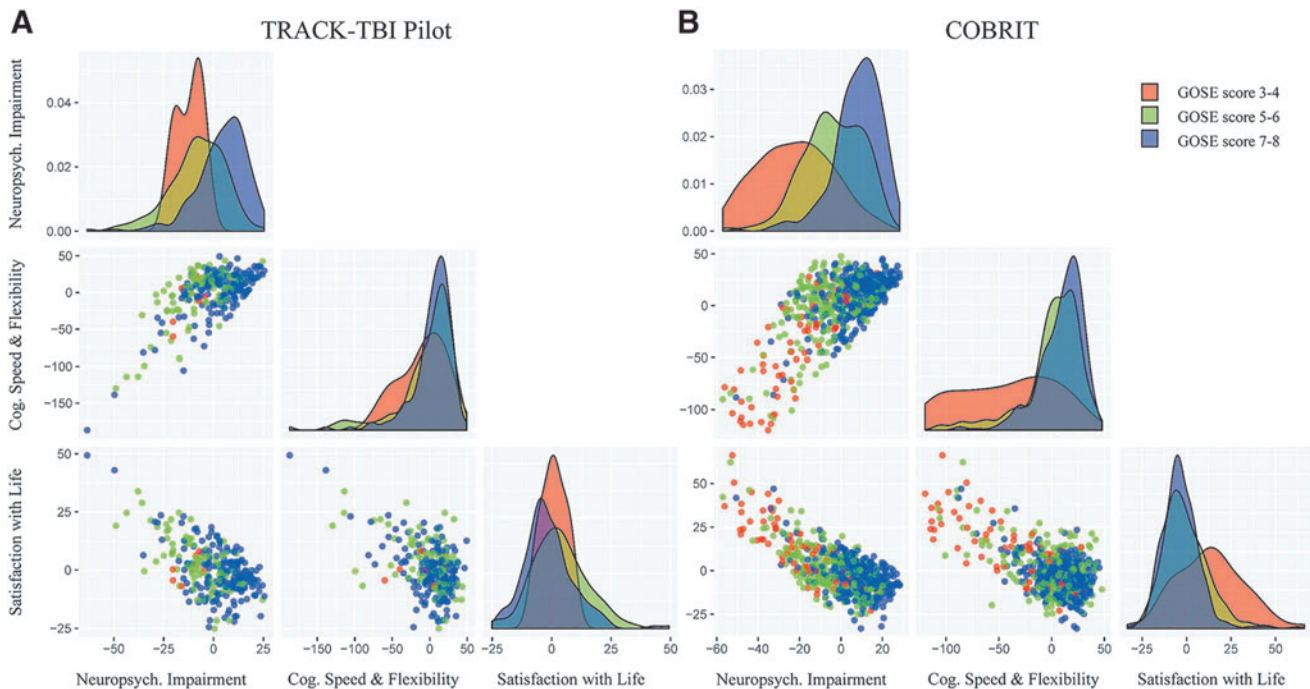 A
TRACK-TBI Pilot
B
COBRIT
Neuropsych. Impairment
0.04
0.02
0.00
Cog. Speed & Flexibility
50
0
−50
−100
−150
Satisfaction with Life
50
25
0
−25
−50 −25 0 25
−150 −100 −50 0 50
−25 0 25 50
Neuropsych. Impairment
Cog. Speed & Flexibility
Satisfaction with Life
0.03
0.02
0.01
0.00
50
0
−50
−100
75
50
25
0
−25
−60 −40 −20 0 20
−100 −50 0 50
−25 0 25 50
Neuropsych. Impairment
Cog. Speed & Flexibility
Satisfaction with Life
GOSE score 3-4
GOSE score 5-6
GOSE score 7-8